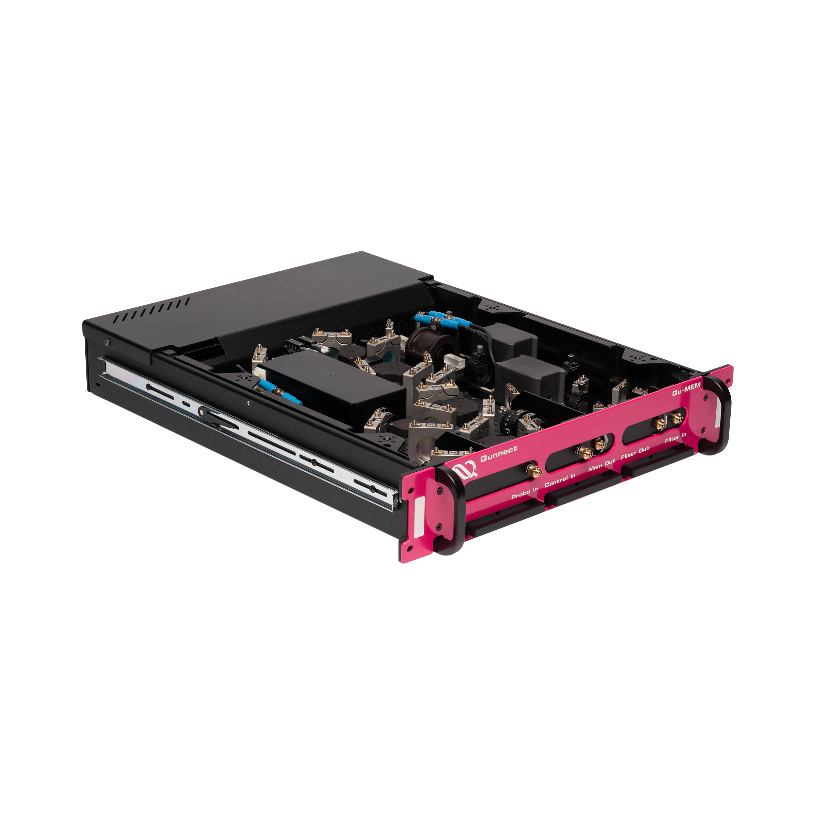 Qunnect
Qu-MEM
Probe In
Control In
Mem Out
Filter Out
Filter In